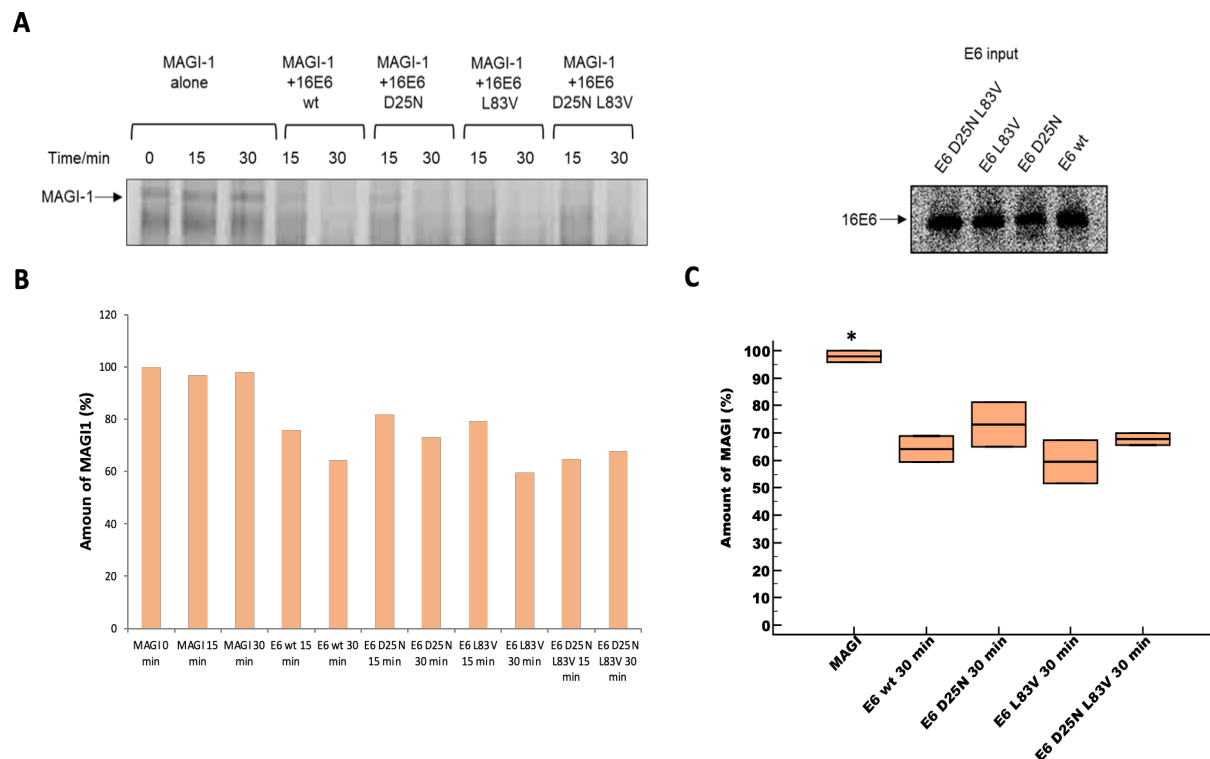 A
MAGI-1
alone
MAGI-1
+16E6
wt
MAGI-1
+16E6
D25N
MAGI-1
+16E6
L83V
MAGI-1
+16E6
D25N L83V
Time/min 0 15 30 15 30 15 30 15 30 15 30
MAGI-1
E6 input
E6 D25N L83V
E6 L83V
E6 D25N
E6 wt
16E6
B
Amoun of MAGI1 (%)
120
100
80
60
40
20
0
MAGI 0
min
MAGI 15
min
MAGI 30
min
E6 wt 15
min
E6 wt 30
min
E6 D25N
15 min
E6 D25N
30 min
E6 L83V
15 min
E6 L83V
30 min
E6 D25N
L83V 15
min
E6 D25N
L83V 30
min
C
Amount of MAGI (%)
100
90
80
70
60
50
40
30
20
10
0
*
MAGI
E6 wt 30 min
E6 D25N 30 min
E6 L83V 30 min
E6 D25N L83V 30 min